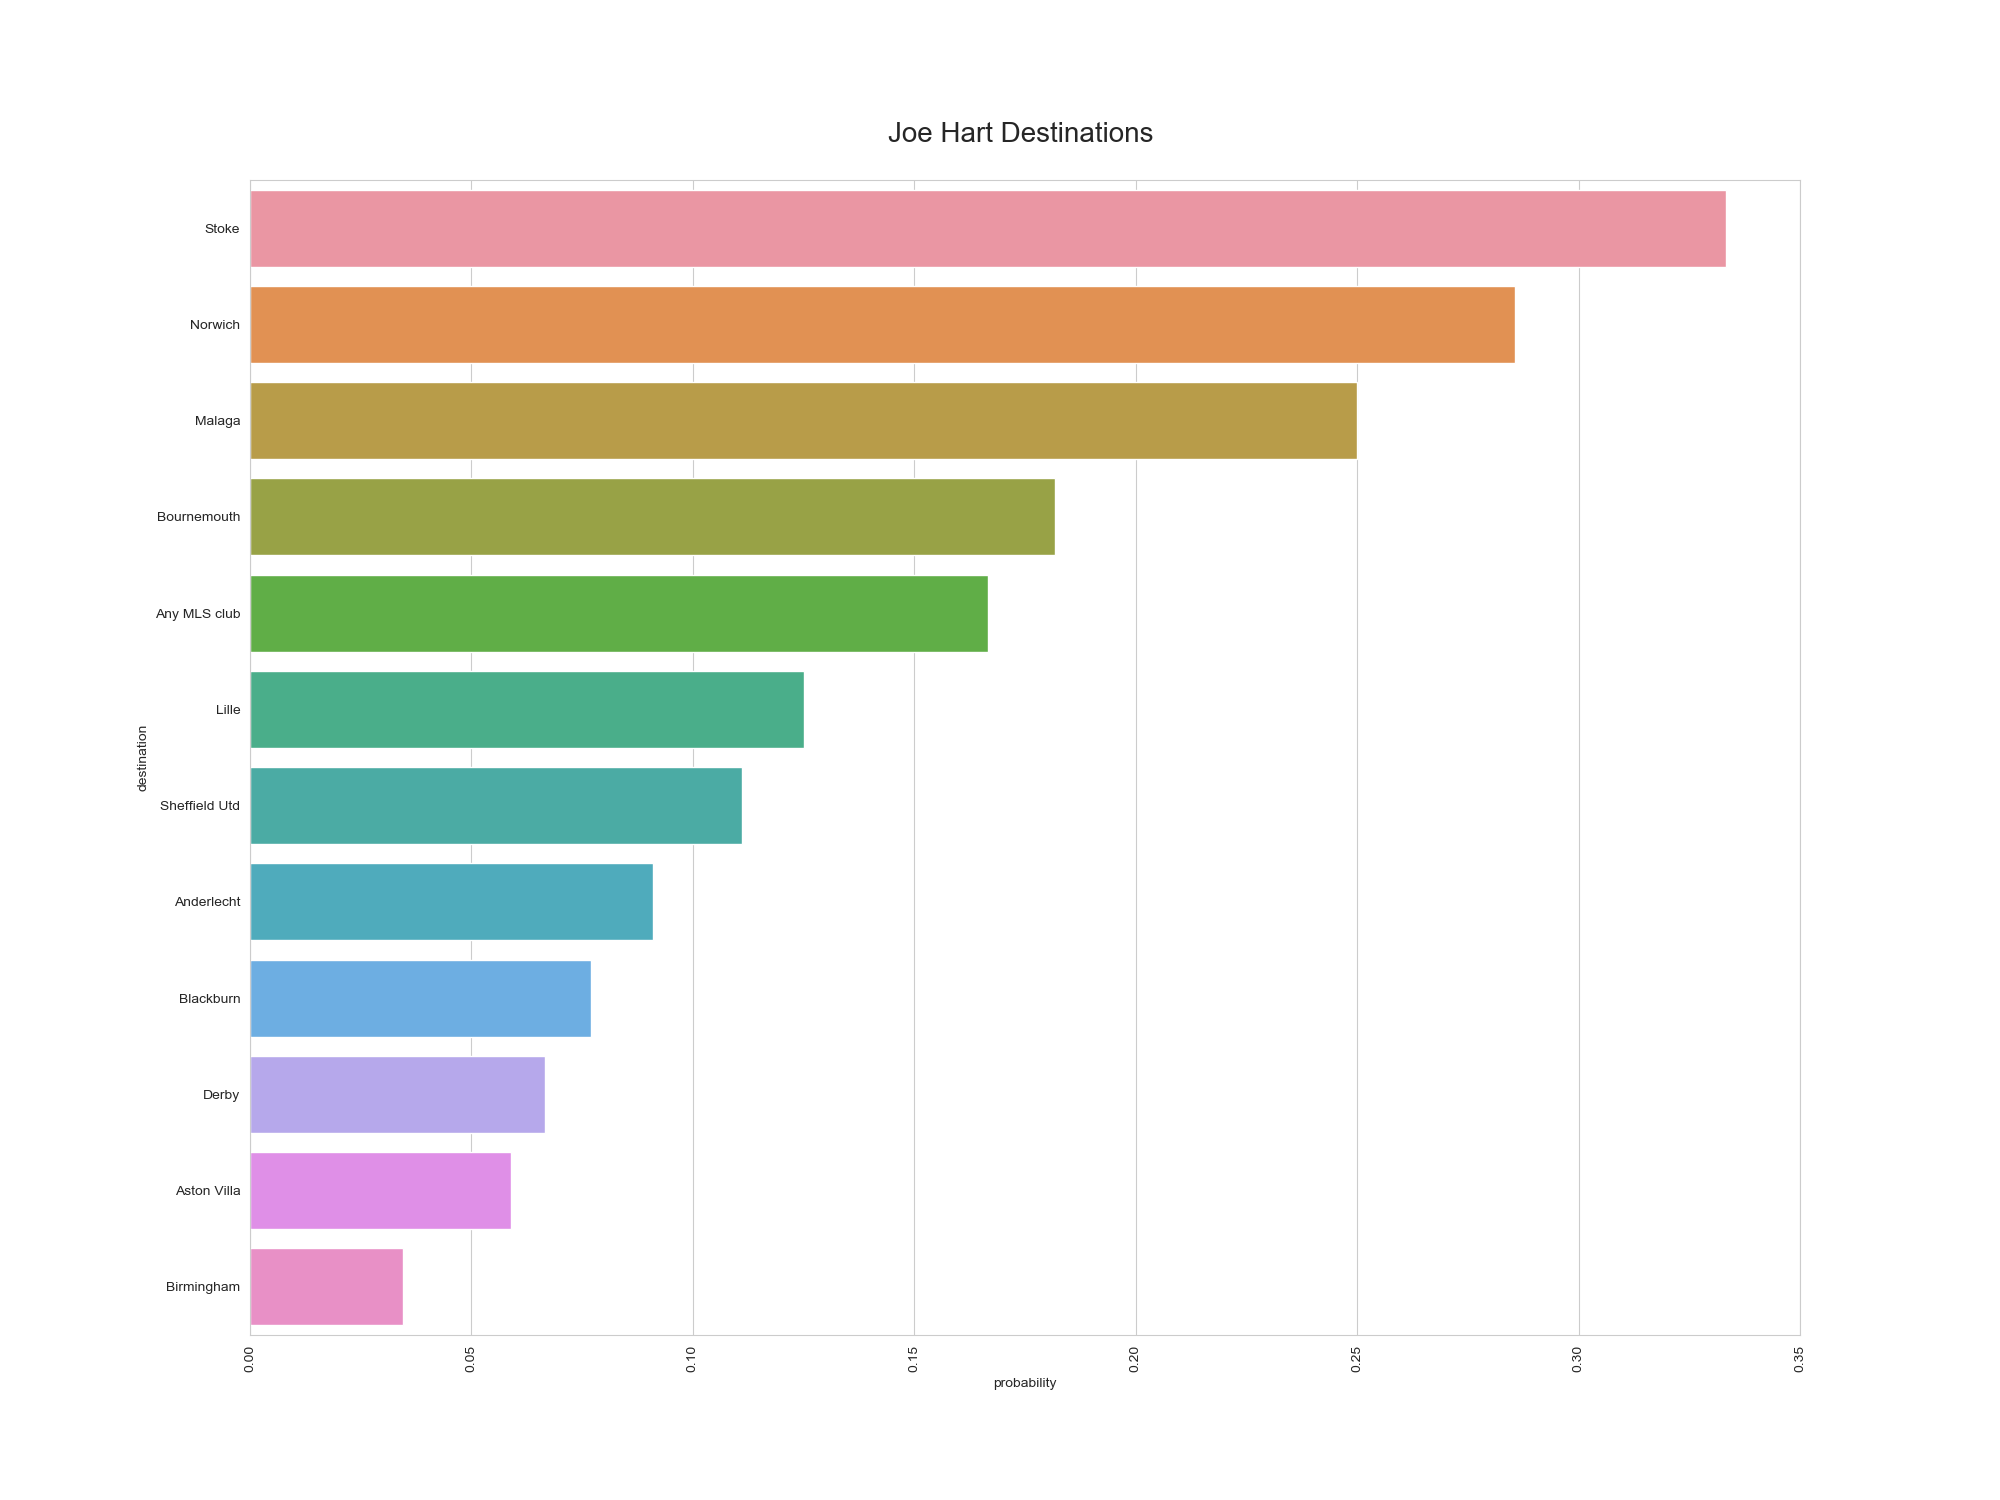 Joe Hart Destinations
Stoke
Norwich
Malaga
Bournemouth
Any MLS club
Lille
destination
Sheffield Utd
Anderlecht
Blackburn
Derby
Aston Villa
Birmingham
0.00 0.05 0.10 0.15 0.20 0.25 0.30 0.35
probability